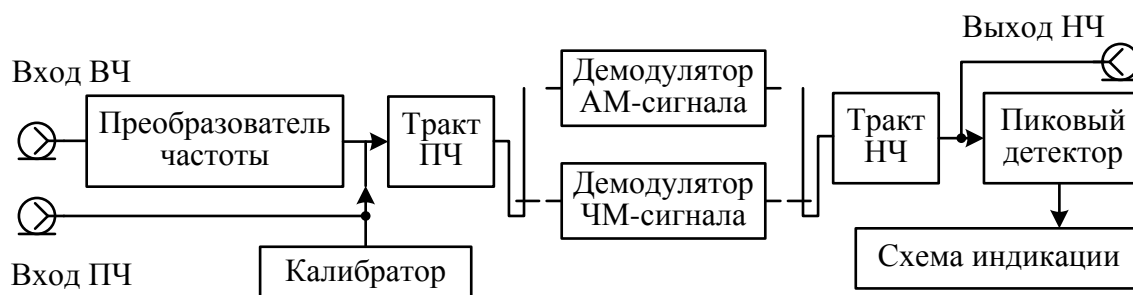 Выход НЧ
Вход ВЧ
Преобразователь
частоты
Тракт
ПЧ
Демодулятор
АМ-сигнала
Демодулятор
ЧМ-сигнала
Тракт
НЧ
Пиковый
детектор
Вход ПЧ
Калибратор
Схема индикации